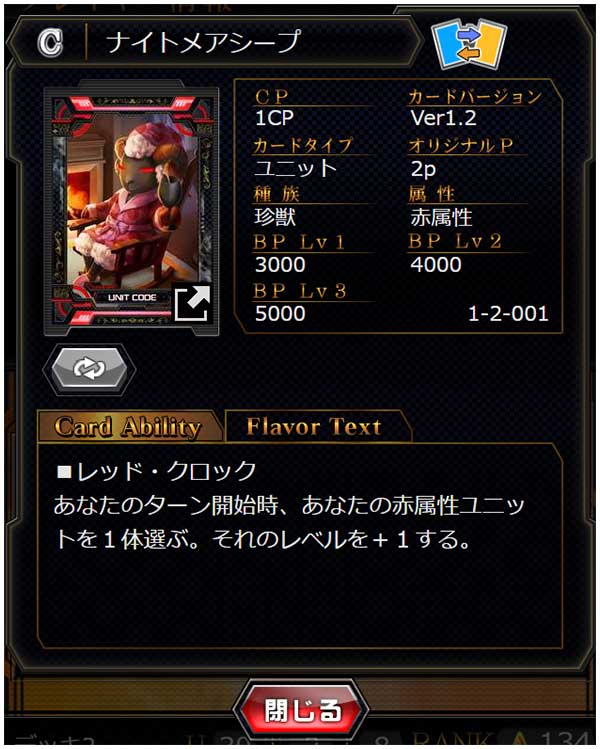 C ナイトメアシープ
CP カードバージョン
1CP Ver1.2
カードタイプ オリジナルP
ユニット 2p
種族 属性
珍獣 赤属性
BP Lv1 BP Lv2
3000 4000
BP Lv3
5000 1-2-001
UNIT CODE
Card Ability Flavor Text
■レッド・クロック
あなたのターン開始時、あなたの赤属性ユニッ
トを1体選ぶ。それのレベルを+1する。
閉じる
RANK 134